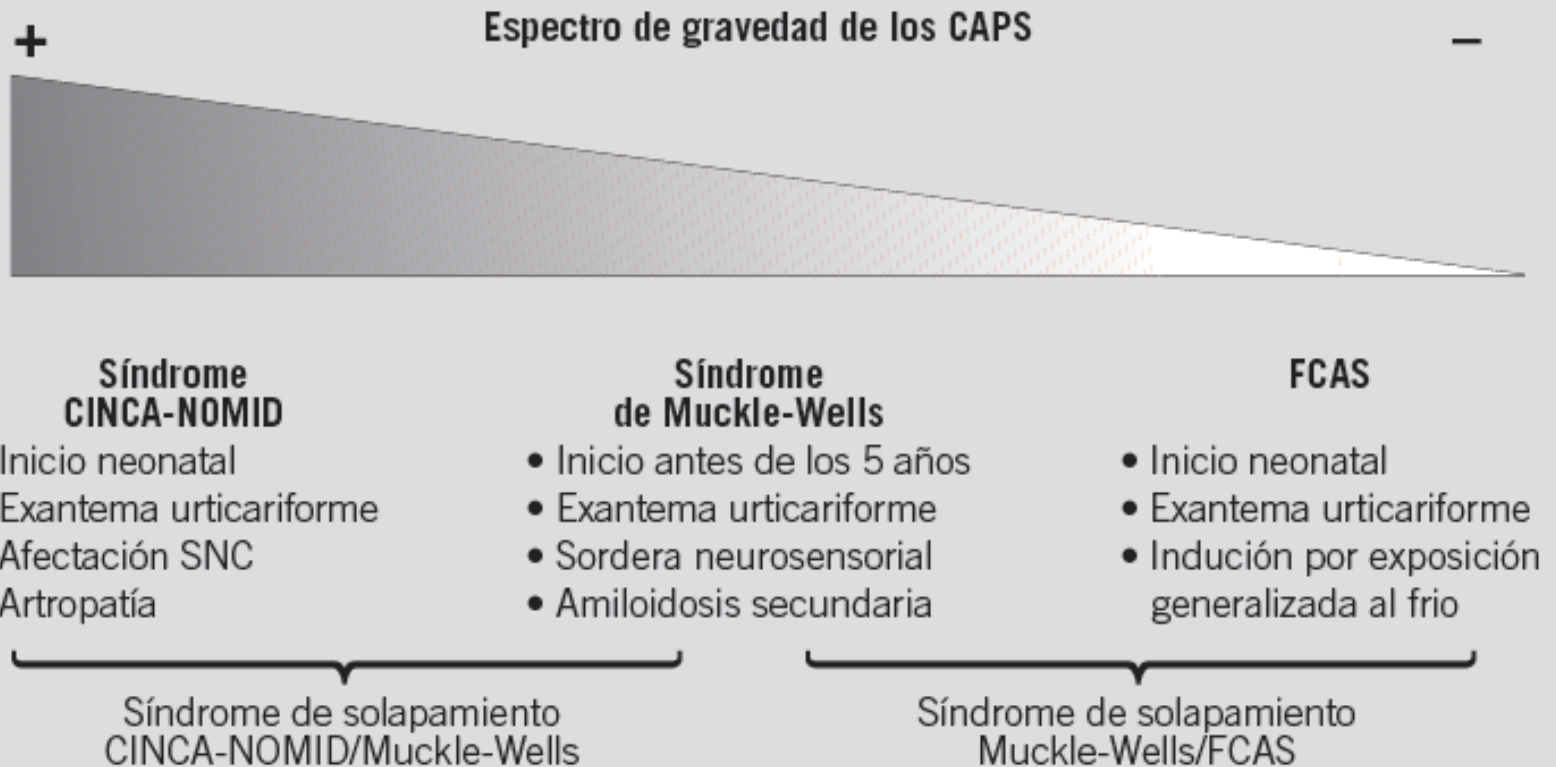 Espectro de gravedad de los CAPS
+
–
Síndrome
CINCA-NOMID
Inicio neonatal
Exantema urticariforme
Afectación SNC
Artropatía
Síndrome
de Muckle-Wells
• Inicio antes de los 5 años
• Exantema urticariforme
• Sordera neurosensorial
• Amiloidosis secundaria
FCAS
• Inicio neonatal
• Exantema urticariforme
• Indución por exposición
generalizada al frio
Síndrome de solapamiento
CINCA-NOMID/Muckle-Wells
Síndrome de solapamiento
Muckle-Wells/FCAS